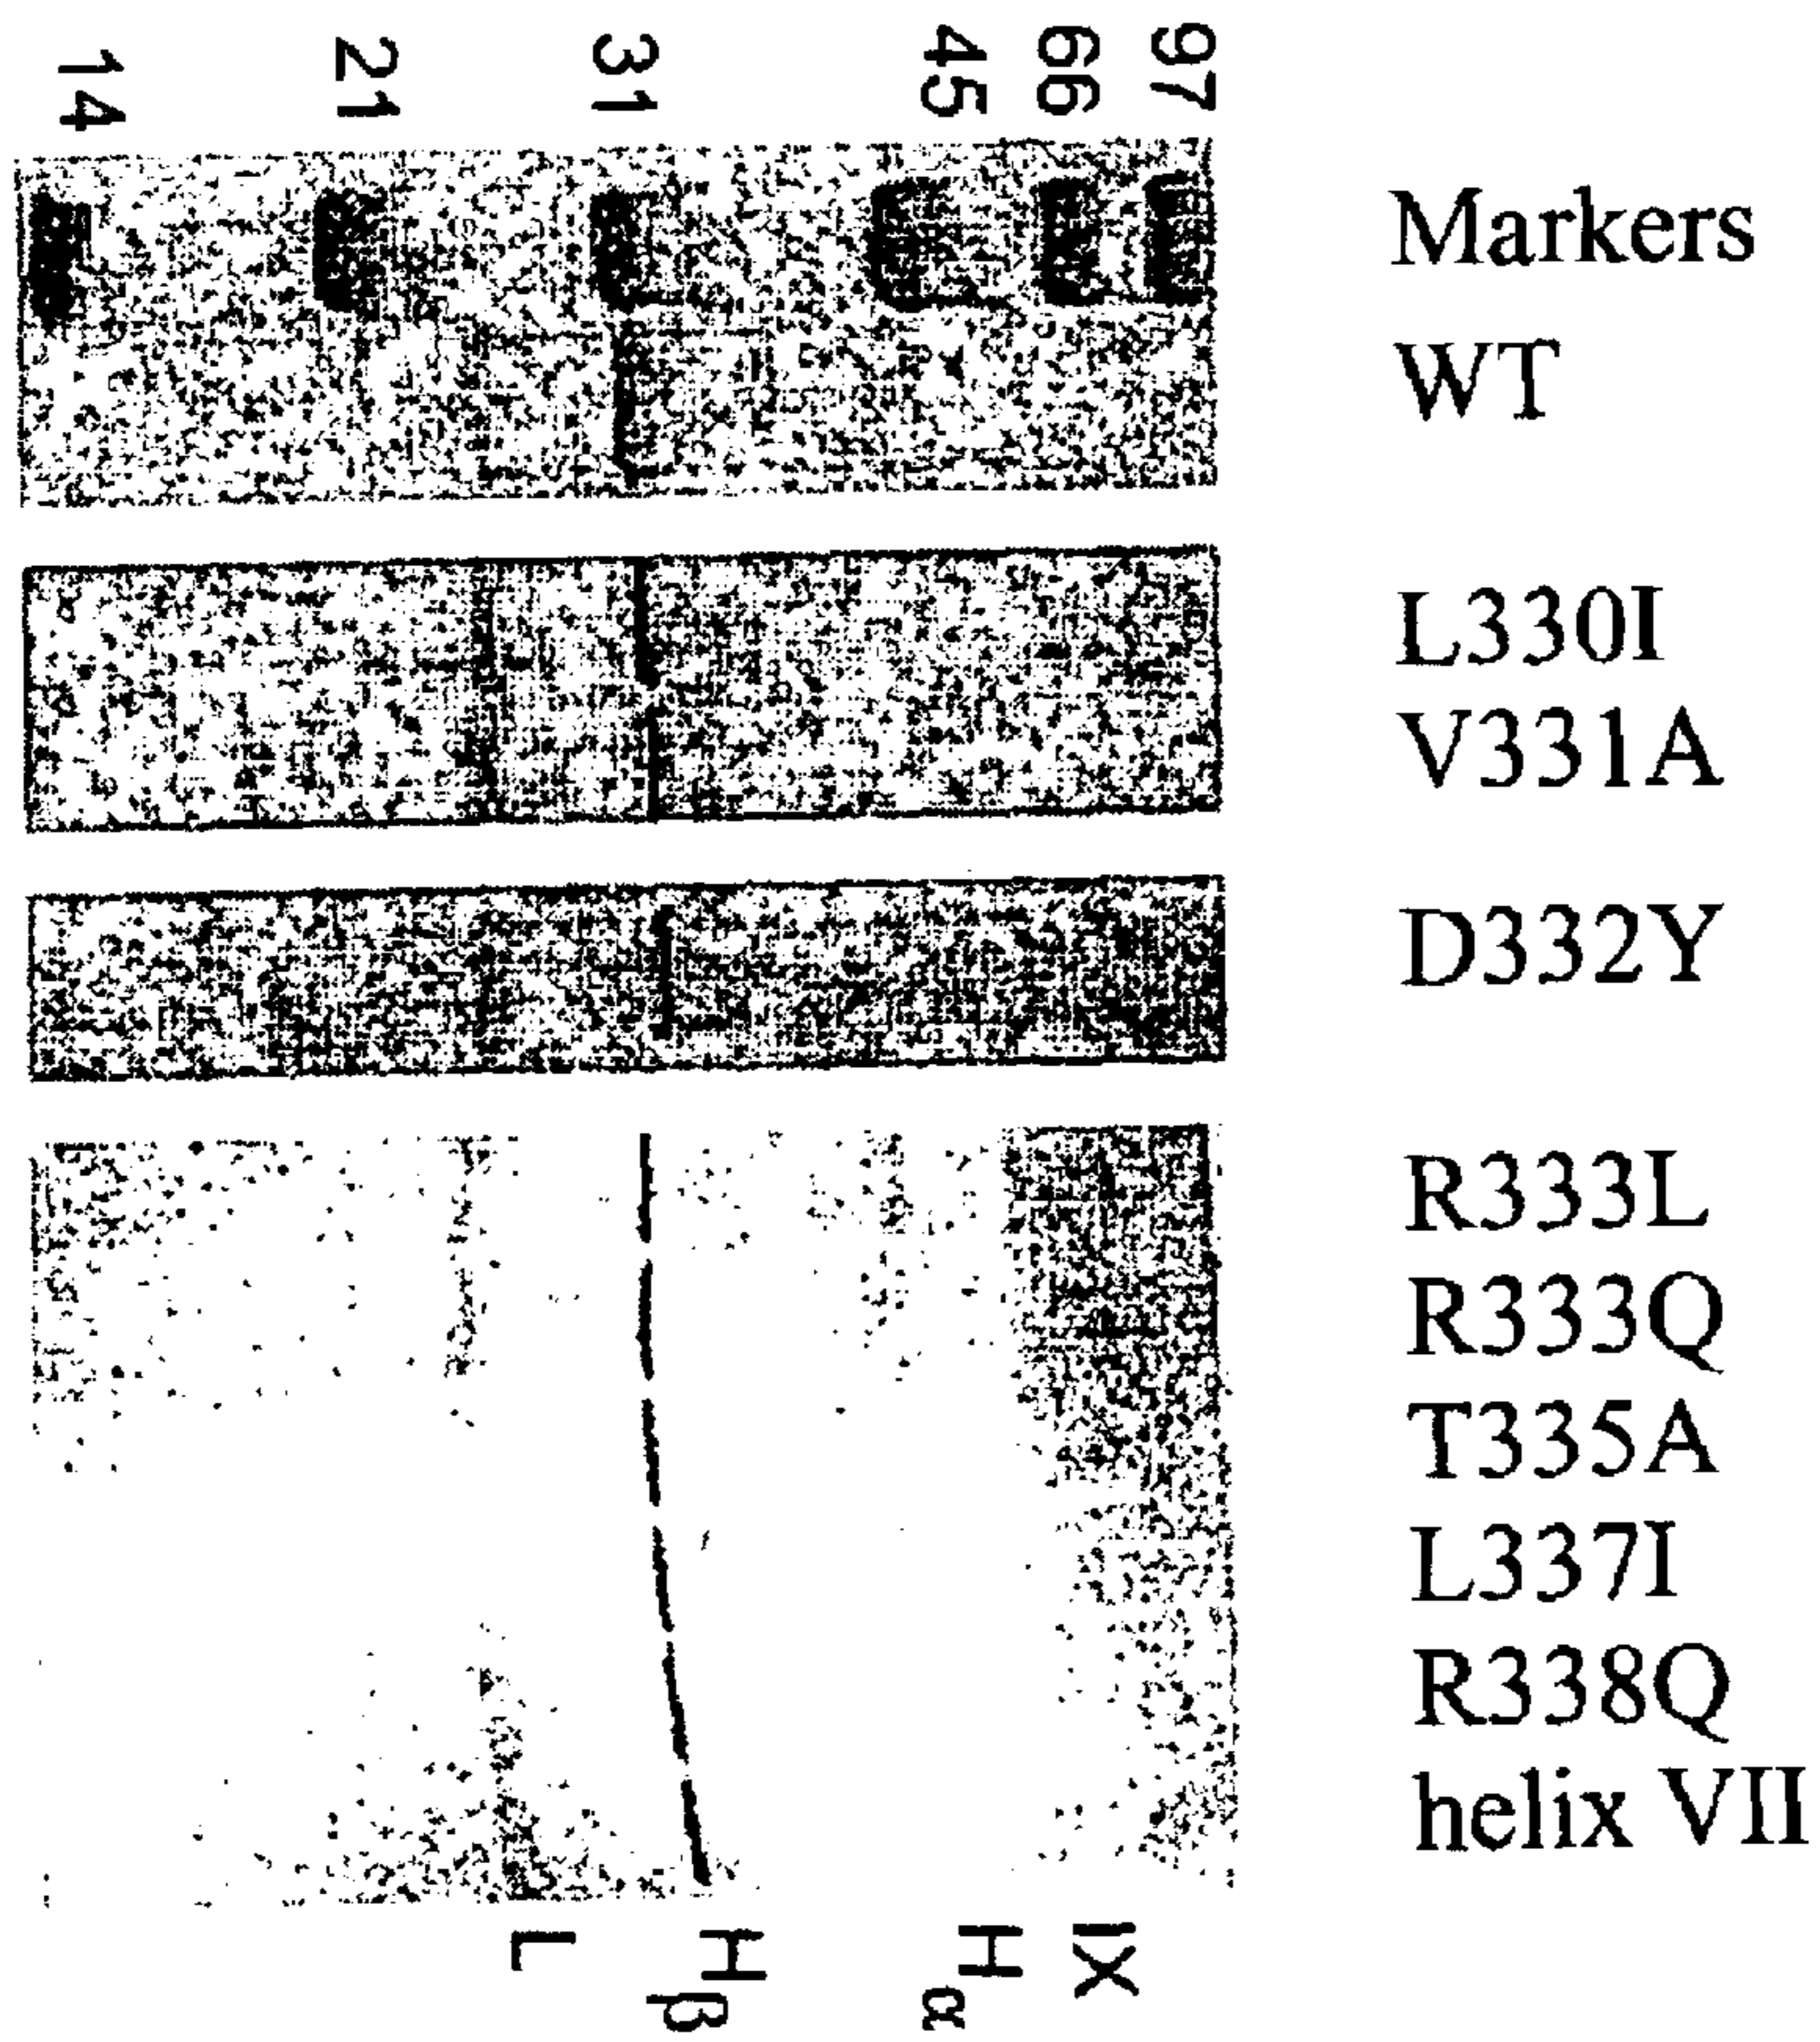 14 21 31 45 66 97
Markers
WT
L330I
V331A
D332Y
R333L
R333Q
T335A
L337I
R338Q
helix VII
L Hβ Hα IX